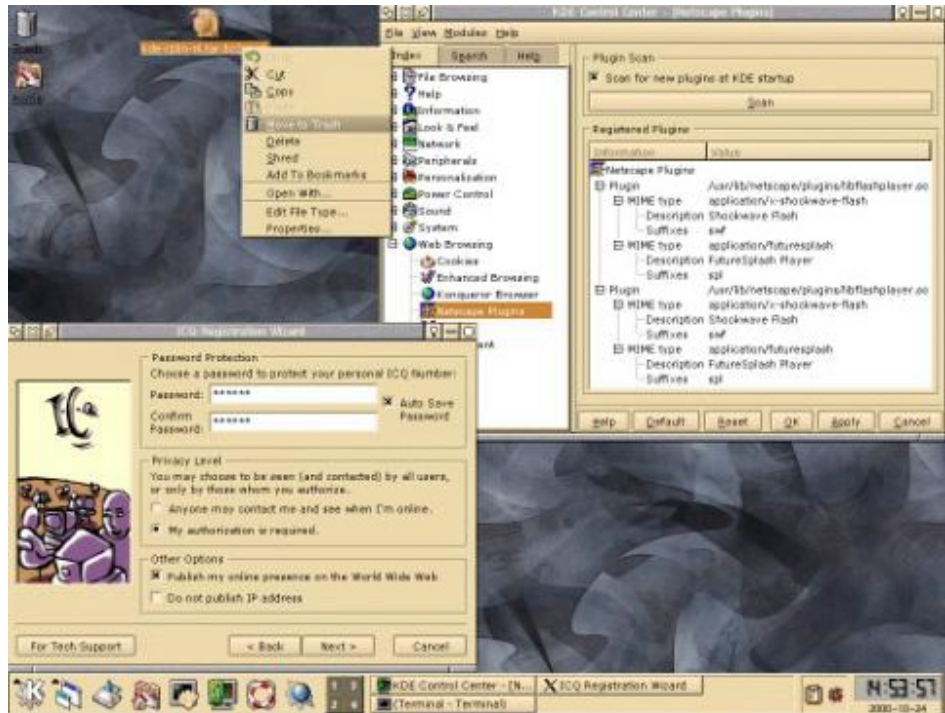 Trash
KDE Control Center - [Netscape Plugins]
File View Modules Help
Index Search Help
File Browsing
Help
Information
Look & Feel
Network
Peripherals
Personalisation
Power Control
Sound
System
Web Browsing
Cookies
Enhanced Browsing
Konqueror Browser
Netscape Plugins
Cut
Copy
Move to Trash
Delete
Shred
Add To Bookmarks
Open With...
Edit File Type...
Properties...
Plugin Scan
Scan for new plugins at KDE startup
Scan
Registered Plugins
Information Value
Netscape Plugins
Plugin /usr/lib/netscape/plugins/libflashplayer.so
MIME type application/x-shockwave-flash
Description Shockwave Flash
Suffixes swf
MIME type application/futuresplash
Description FutureSplash Player
Suffixes spl
Plugin /usr/lib/netscape/plugins/libflashplayer.so
MIME type application/x-shockwave-flash
Description Shockwave Flash
Suffixes swf
MIME type application/futuresplash
Description FutureSplash Player
Suffixes spl
Help Default Reset OK Apply Cancel
ICQ Registration Wizard
Password Protection
Choose a password to protect your personal ICQ Number:
Password: ******
Confirm Password: ******
Auto Save Password
Privacy Level
You may choose to be seen (and contacted) by all users,
or only by those whom you authorize.
Anyone may contact me and see when I'm online.
My authorization is required.
Other Options
Publish my online presence on the World Wide Web
Do not publish IP address
For Tech Support < Back Next > Cancel
KDE Control Center - [N... ICQ Registration Wizard
(Terminal - Terminal)
14:53:57
2000-10-24